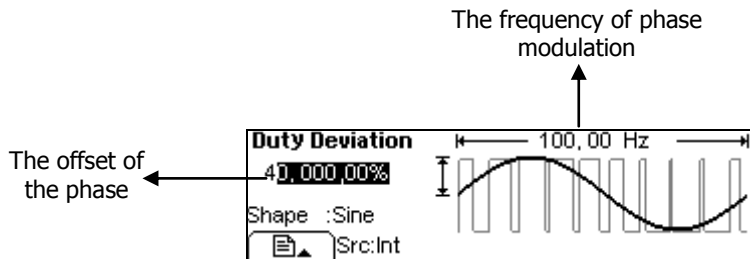 The frequency of phase
modulation
Duty Deviation
100,00 Hz
The offset of
the phase
40,000,00%
Shape :Sine
Src:Int